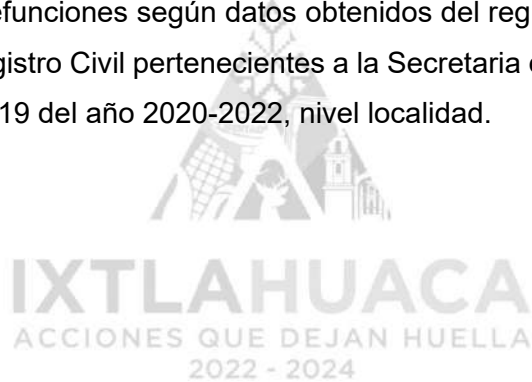 efunciones según datos obtenidos del reg
gistro Civil pertenecientes a la Secretaria
19 del año 2020-2022, nivel localidad.
IXTLAHUACA
ACCIONES QUE DEJAN HUELLA
2022 - 2024